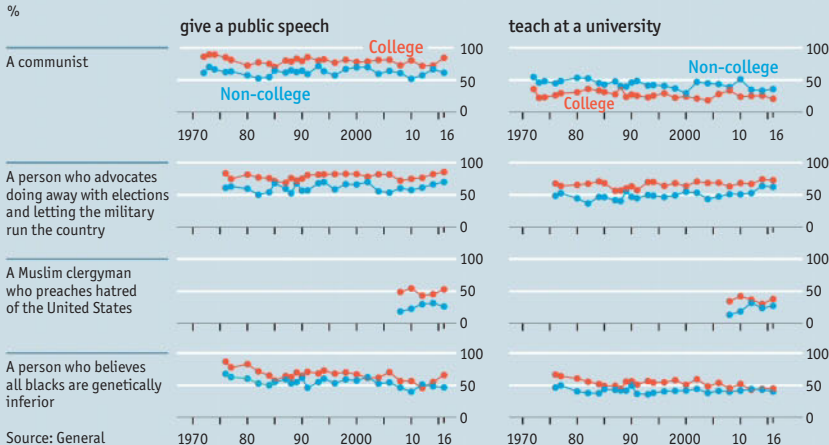 %
give a public speech
teach at a university
A communist
College
Non-college
100
50
0
1970
80
90
2000
10
16
Non-college
College
100
50
0
1970
80
90
2000
10
16
A person who advocates
doing away with elections
and letting the military
run the country
100
50
0
100
50
0
A Muslim clergyman
who preaches hatred
of the United States
100
50
0
100
50
0
A person who believes
all blacks are genetically
inferior
100
50
0
1970
80
90
2000
10
16
100
50
0
1970
80
90
2000
10
16
Source: General